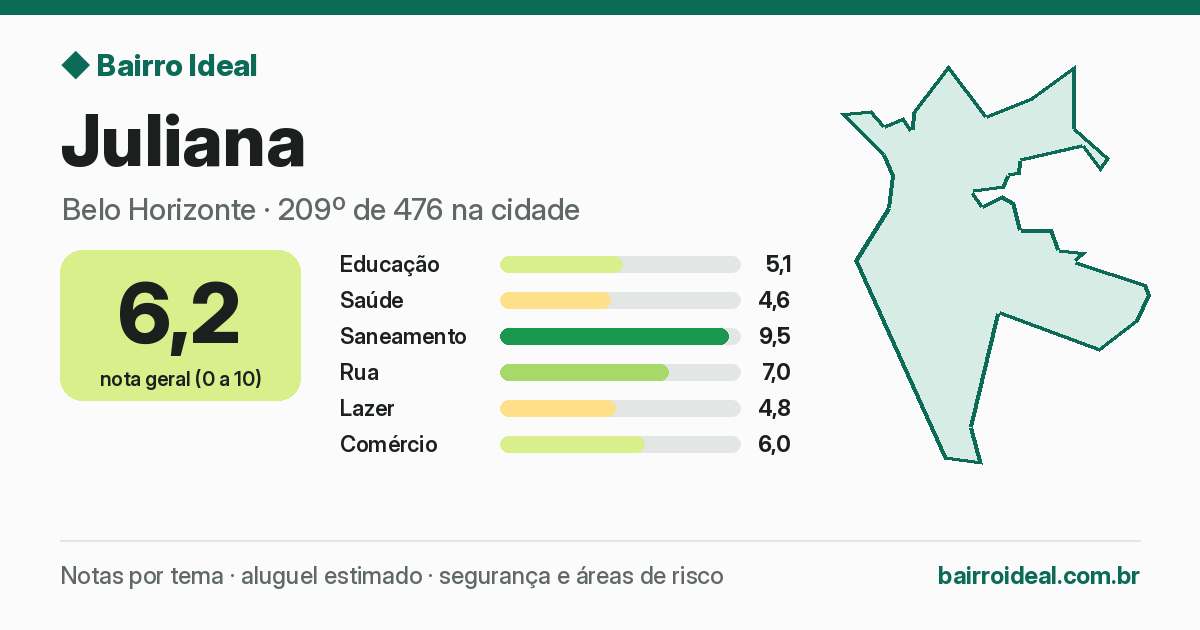 Bairro Ideal
Juliana
Belo Horizonte · 209º de 476 na cidade
6,2
nota geral (0 a 10)
Educação 5,1
Saúde 4,6
Saneamento 9,5
Rua 7,0
Lazer 4,8
Comércio 6,0
Notas por tema · aluguel estimado · segurança e áreas de risco
bairroideal.com.br